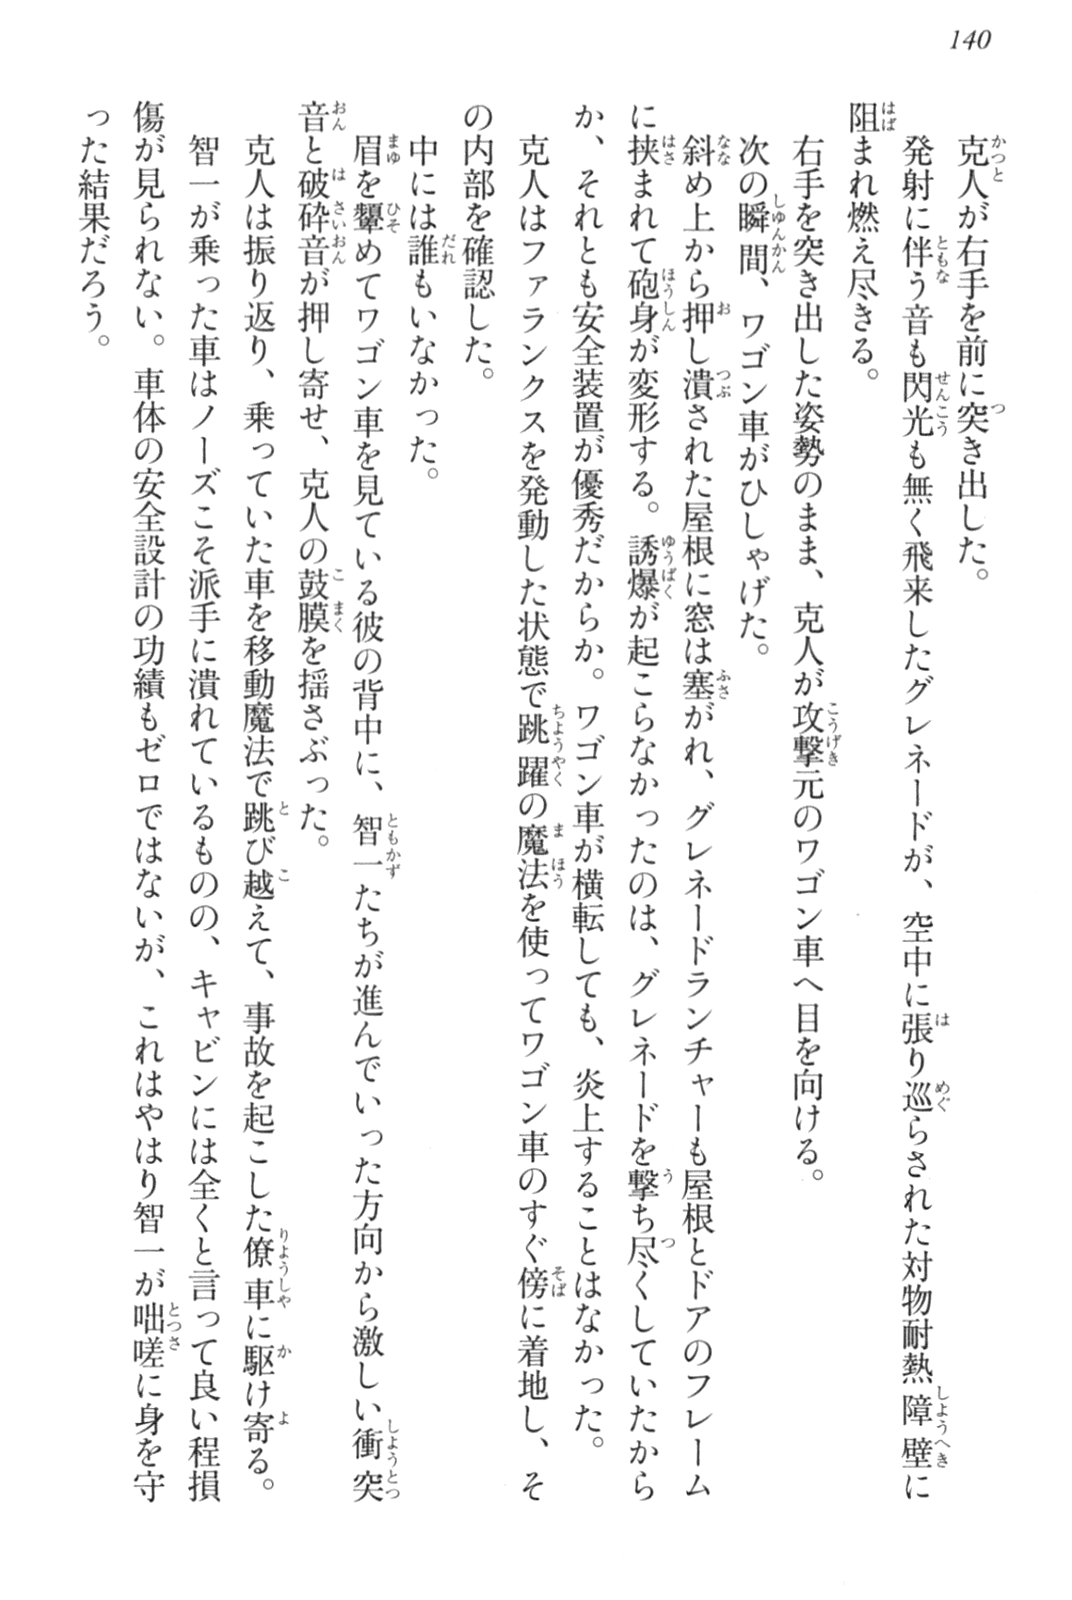 140
克人が右手を前に突き出した。
発射に伴う音も閃光も無く飛来したグレネードが、空中に張り巡らされた対物耐熱障壁に
阻まれ燃え尽きる。
右手を突き出した姿勢のまま、克人が攻撃元のワゴン車へ目を向ける。
次の瞬間、ワゴン車がひしゃげた。
斜め上から押し潰された屋根に窓は塞がれ、グレネードランチャーも屋根とドアのフレーム
に挟まれて砲身が変形する。誘爆が起こらなかったのは、グレネードを撃ち尽くしていたから
か、それとも安全装置が優秀だからか。ワゴン車が横転しても、炎上することはなかった。
克人はファランクスを発動した状態で跳躍の魔法を使ってワゴン車のすぐ傍に着地し、そ
の内部を確認した。
中には誰もいなかった。
眉を顰めてワゴン車を見ている彼の背中に、智一たちが進んでいった方向から激しい衝突
音と破砕音が押し寄せ、克人の鼓膜を揺さぶった。
克人は振り返り、乗っていた車を移動魔法で跳び越えて、事故を起こした僚車に駆け寄る。
智一が乗った車はノーズこそ派手に潰れているものの、キャビンには全くと言って良い程損
傷が見られない。車体の安全設計の功績もゼロではないが、これはやはり智一が咄嗟に身を守
った結果だろう。